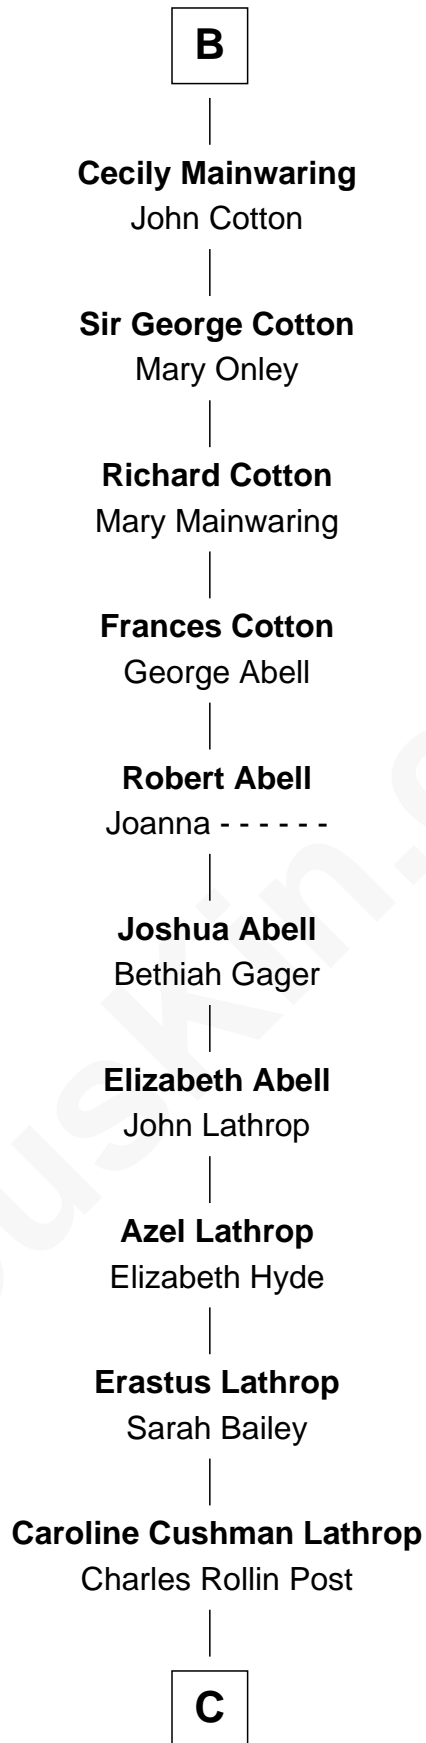 B
Cecily Mainwaring
John Cotton
Sir George Cotton
Mary Onley
Richard Cotton
Mary Mainwaring
Frances Cotton
George Abell
Robert Abell
Joanna - - - - - -
Joshua Abell
Bethiah Gager
Elizabeth Abell
John Lathrop
Azel Lathrop
Elizabeth Hyde
Erastus Lathrop
Sarah Bailey
Caroline Cushman Lathrop
Charles Rollin Post
C